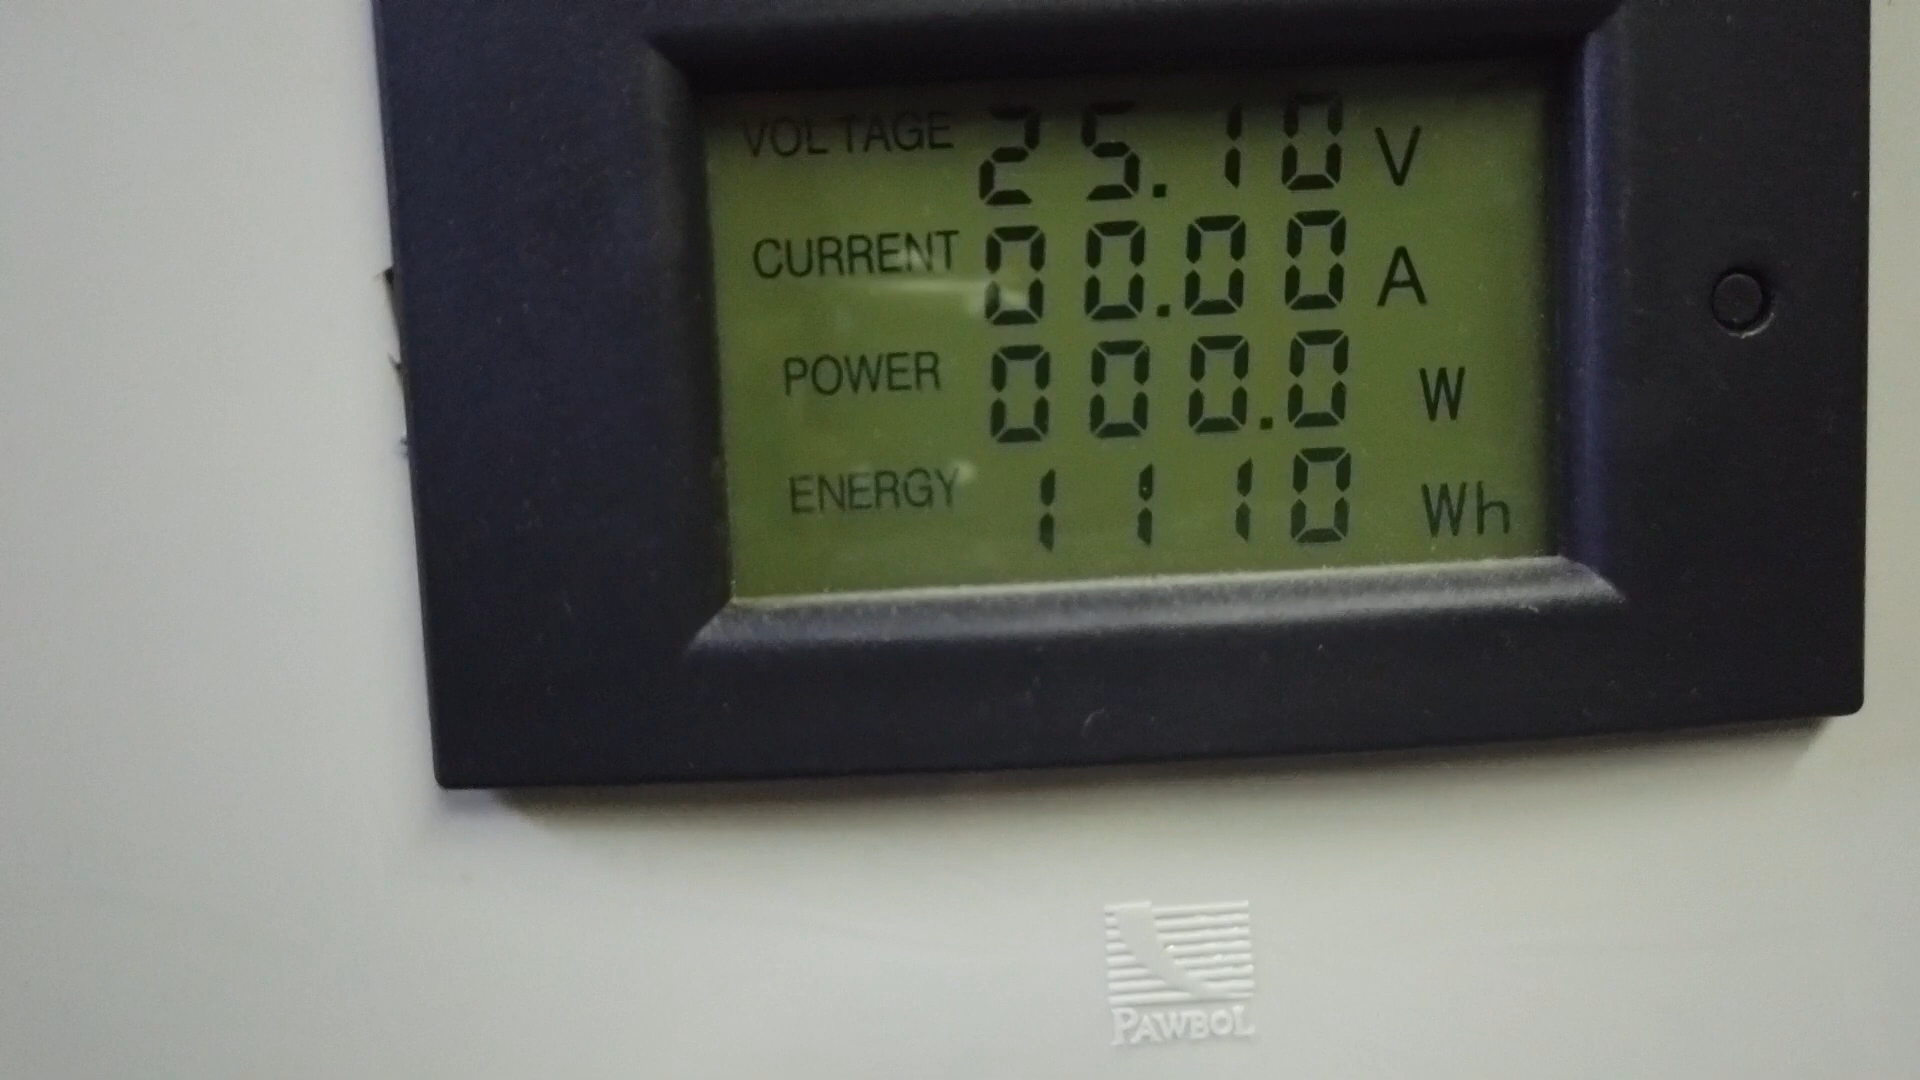 VOLTAGE 25.10 V
CURRENT 00.00 A
POWER 000.0 W
ENERGY 1110 Wh
PAWBOL